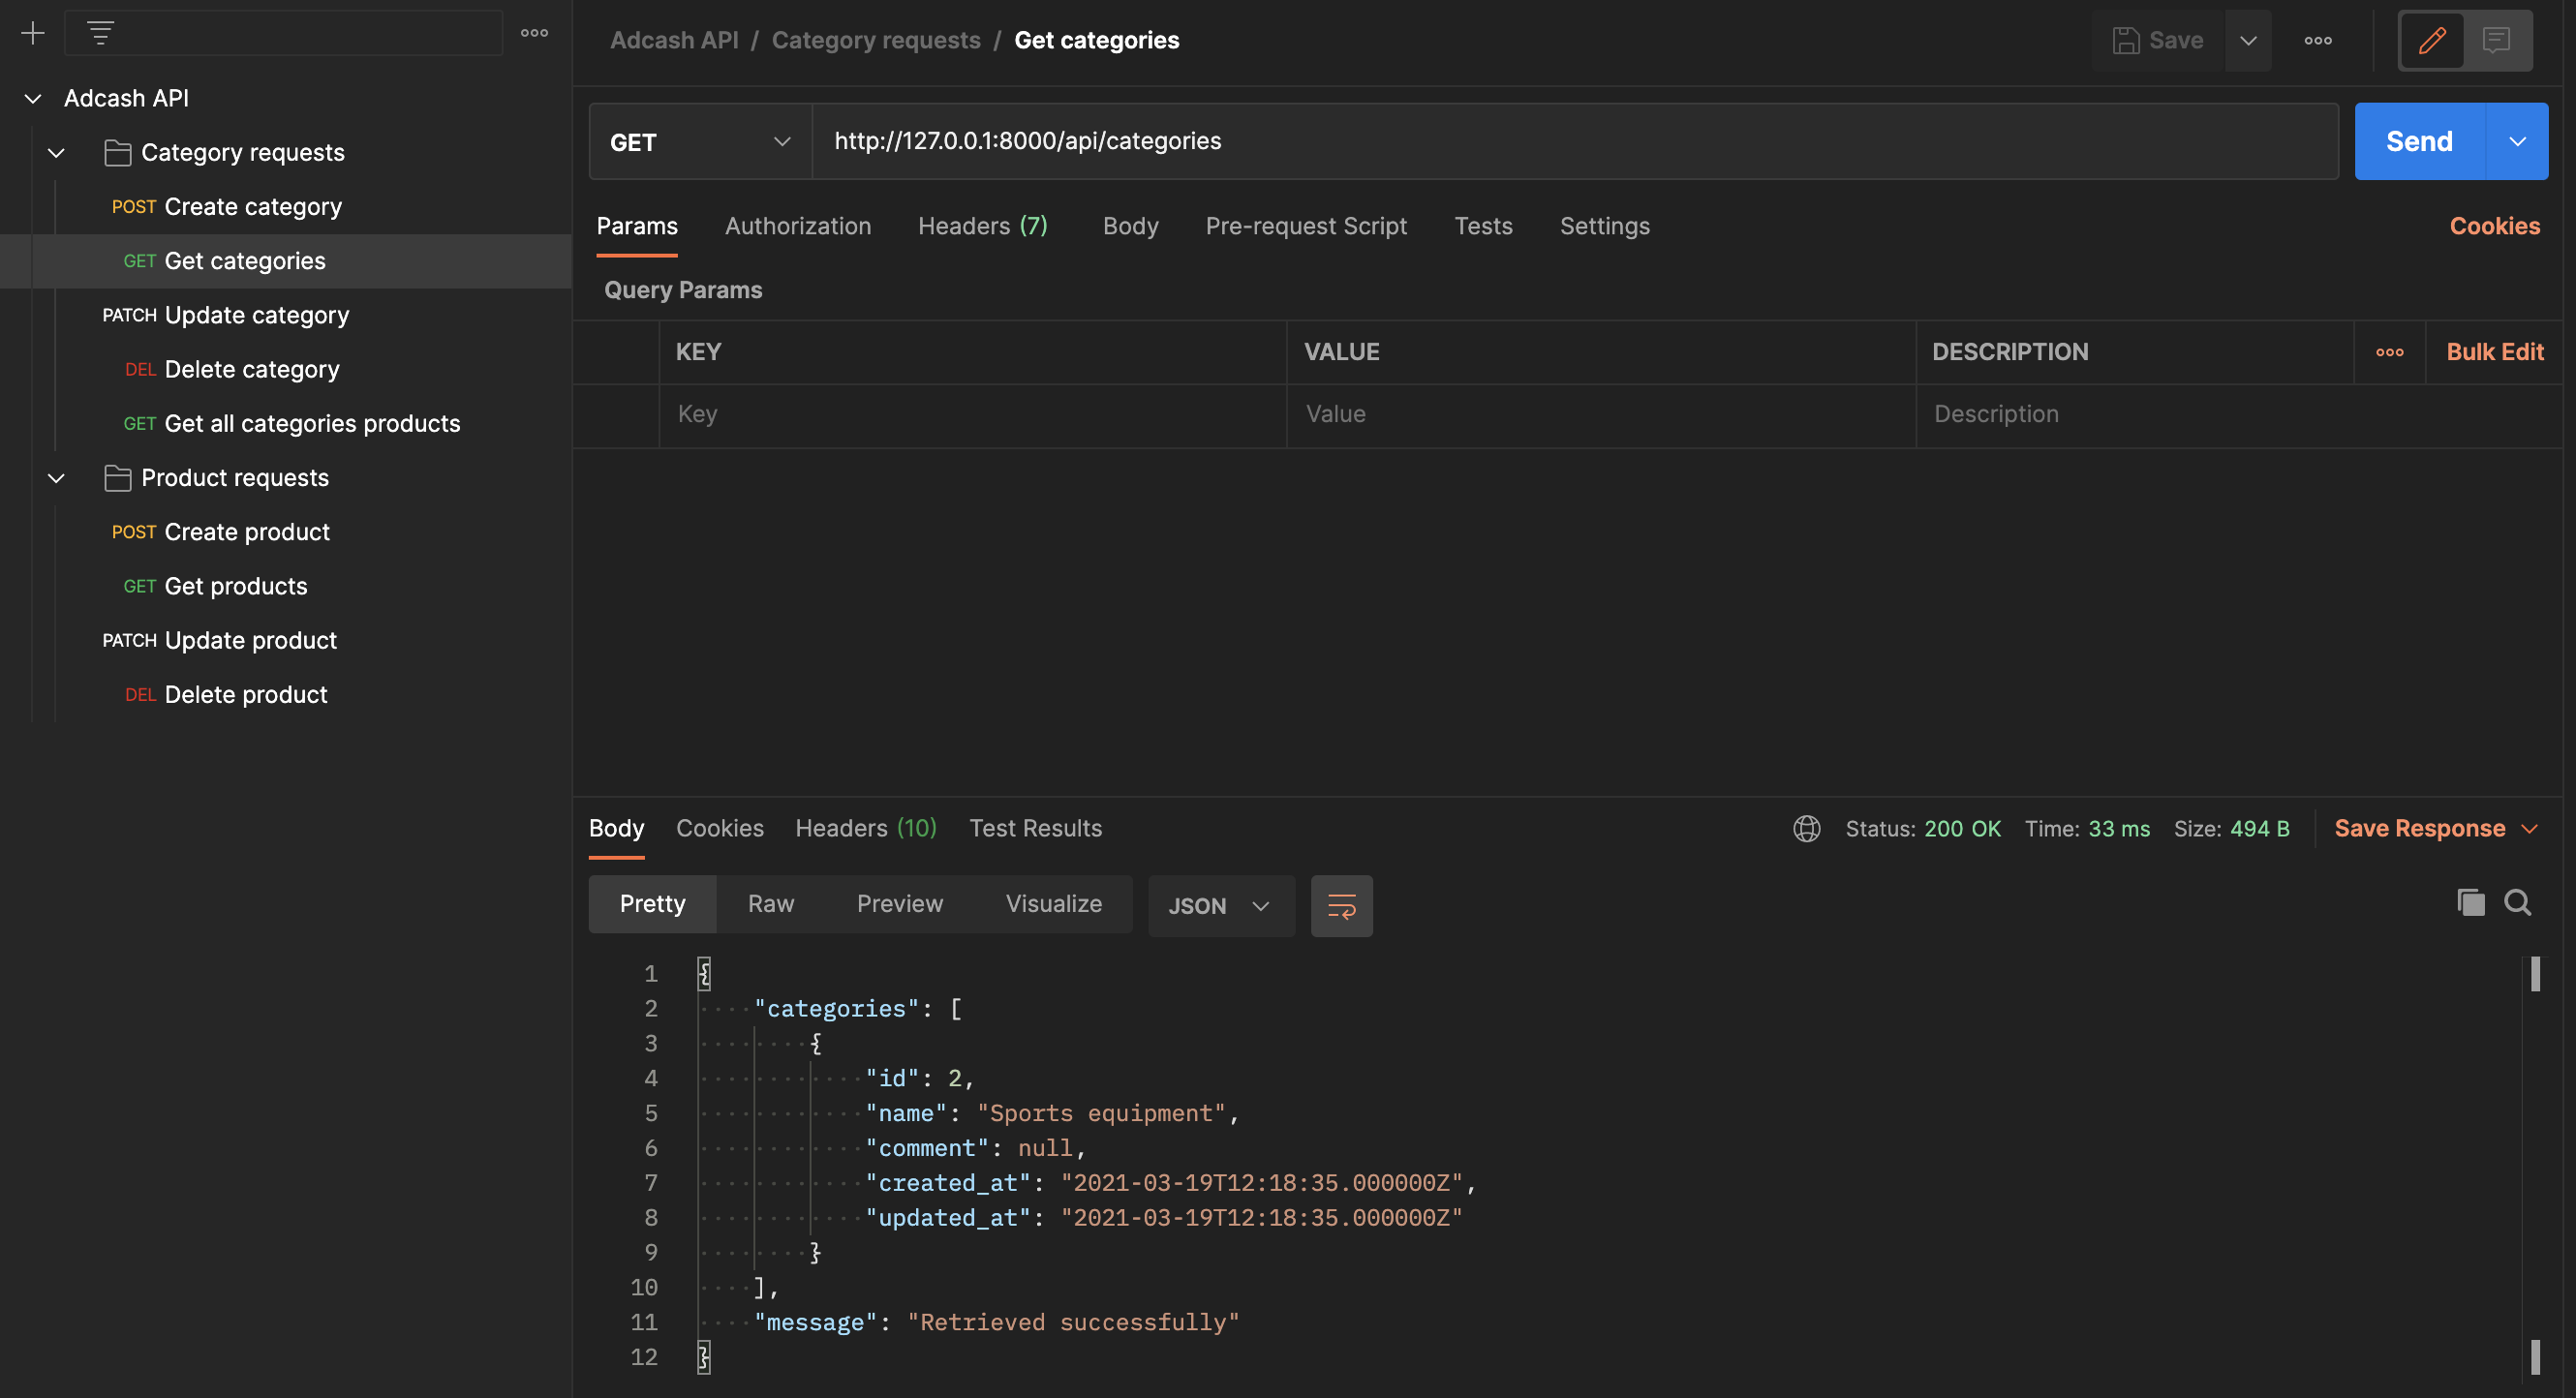 Adcash API
Category requests
POST Create category
GET Get categories
PATCH Update category
DEL Delete category
GET Get all categories products
Product requests
POST Create product
GET Get products
PATCH Update product
DEL Delete product
Adcash API / Category requests / Get categories
Save
GET http://127.0.0.1:8000/api/categories
Send
Params Authorization Headers (7) Body Pre-request Script Tests Settings Cookies
Query Params
KEY VALUE DESCRIPTION Bulk Edit
Key Value Description
Body Cookies Headers (10) Test Results Status: 200 OK Time: 33 ms Size: 494 B Save Response
Pretty Raw Preview Visualize JSON
1 {
2 "categories": [
3 {
4 "id": 2,
5 "name": "Sports equipment",
6 "comment": null,
7 "created_at": "2021-03-19T12:18:35.000000Z",
8 "updated_at": "2021-03-19T12:18:35.000000Z"
9 }
10 ],
11 "message": "Retrieved successfully"
12 }